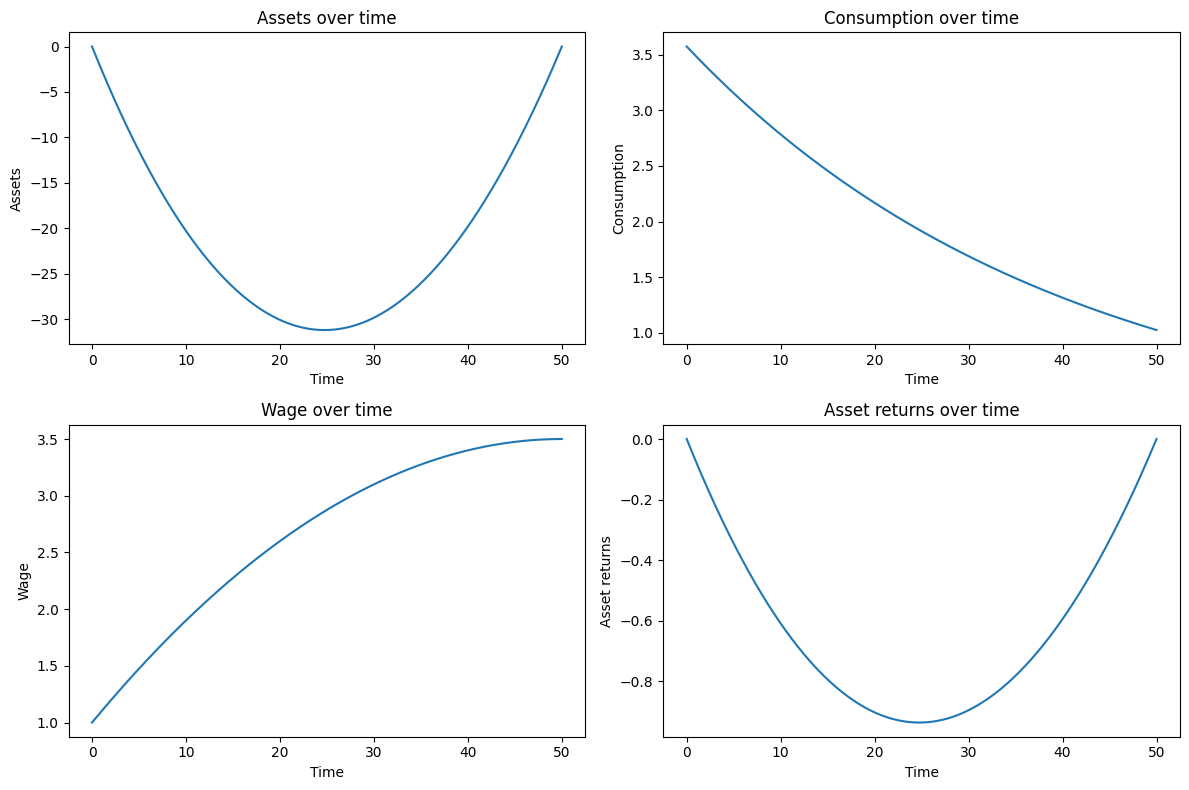 Assets over time
Assets
0
−5
−10
−15
−20
−25
−30
0 10 20 30 40 50
Time
Consumption over time
Consumption
3.5
3.0
2.5
2.0
1.5
1.0
0 10 20 30 40 50
Time
Wage over time
Wage
3.5
3.0
2.5
2.0
1.5
1.0
0 10 20 30 40 50
Time
Asset returns over time
Asset returns
0.0
−0.2
−0.4
−0.6
−0.8
0 10 20 30 40 50
Time